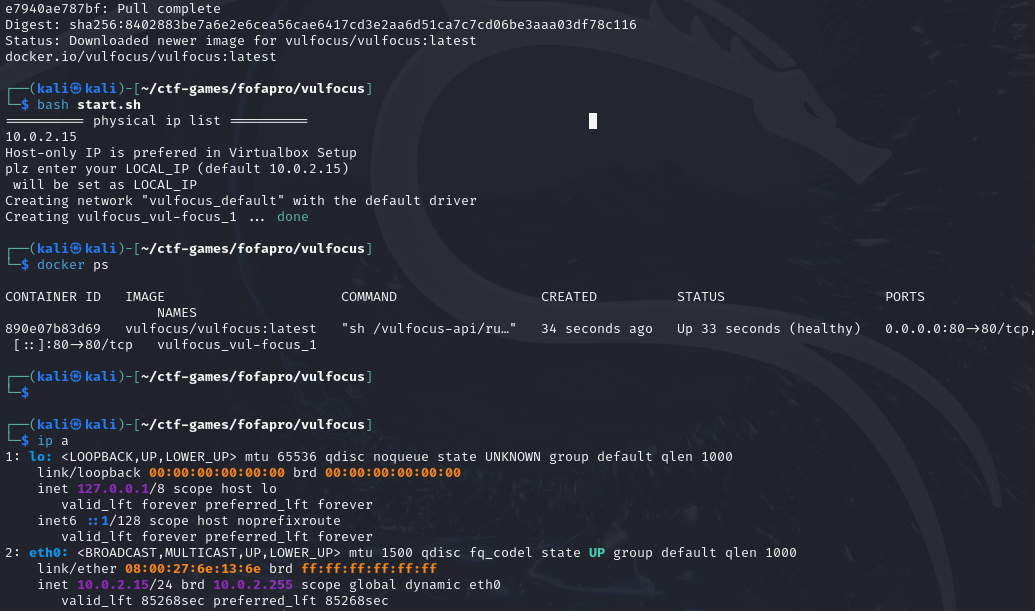 e7940ae787bf: Pull complete
Digest: sha256:8402883be7a6e2e6cea56cae6417cd3e2aa6d51ca7c7cd06be3aaa03df78c116
Status: Downloaded newer image for vulfocus/vulfocus:latest
docker.io/vulfocus/vulfocus:latest
┌──(kali㉿kali)-[~/ctf-games/fofapro/vulfocus]
└─$ bash start.sh
========== physical ip list ==========
10.0.2.15
Host-only IP is prefered in Virtualbox Setup
plz enter your LOCAL_IP (default 10.0.2.15)
 will be set as LOCAL_IP
Creating network "vulfocus_default" with the default driver
Creating vulfocus_vul-focus_1 ... done
┌──(kali㉿kali)-[~/ctf-games/fofapro/vulfocus]
└─$ docker ps
CONTAINER ID   IMAGE                      COMMAND                  CREATED          STATUS                    PORTS
                   NAMES
890e07b83d69   vulfocus/vulfocus:latest   "sh /vulfocus-api/ru…"   34 seconds ago   Up 33 seconds (healthy)   0.0.0.0:80->80/tcp,
 [::]:80->80/tcp   vulfocus_vul-focus_1
┌──(kali㉿kali)-[~/ctf-games/fofapro/vulfocus]
└─$
┌──(kali㉿kali)-[~/ctf-games/fofapro/vulfocus]
└─$ ip a
1: lo: <LOOPBACK,UP,LOWER_UP> mtu 65536 qdisc noqueue state UNKNOWN group default qlen 1000
    link/loopback 00:00:00:00:00:00 brd 00:00:00:00:00:00
    inet 127.0.0.1/8 scope host lo
       valid_lft forever preferred_lft forever
    inet6 ::1/128 scope host noprefixroute
       valid_lft forever preferred_lft forever
2: eth0: <BROADCAST,MULTICAST,UP,LOWER_UP> mtu 1500 qdisc fq_codel state UP group default qlen 1000
    link/ether 08:00:27:6e:13:6e brd ff:ff:ff:ff:ff:ff
    inet 10.0.2.15/24 brd 10.0.2.255 scope global dynamic eth0
       valid_lft 85268sec preferred_lft 85268sec